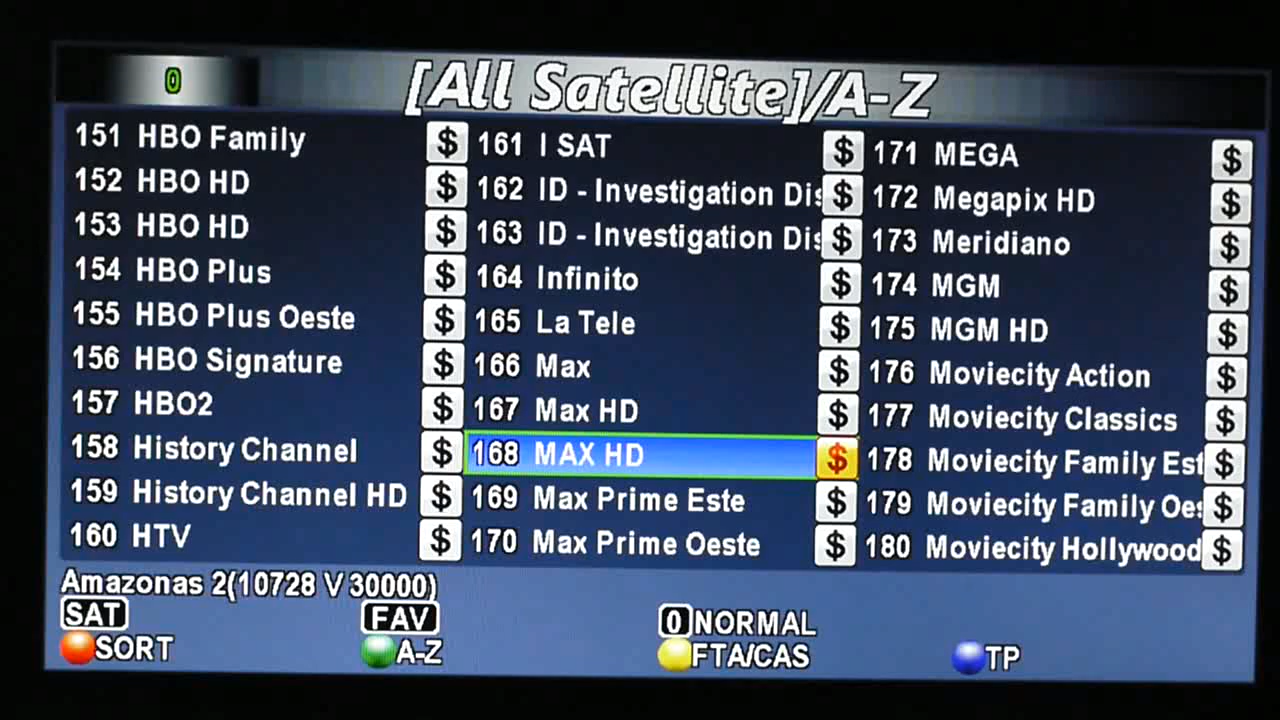 0
[All Satellite]/A-Z
151 HBO Family $
152 HBO HD $
153 HBO HD $
154 HBO Plus $
155 HBO Plus Oeste $
156 HBO Signature $
157 HBO2 $
158 History Channel $
159 History Channel HD $
160 HTV $
161 I SAT $
162 ID - Investigation Dis $
163 ID - Investigation Dis $
164 Infinito $
165 La Tele $
166 Max $
167 Max HD $
168 MAX HD $
169 Max Prime Este $
170 Max Prime Oeste $
171 MEGA $
172 Megapix HD $
173 Meridiano $
174 MGM $
175 MGM HD $
176 Moviecity Action $
177 Moviecity Classics $
178 Moviecity Family Est $
179 Moviecity Family Oes $
180 Moviecity Hollywood $
Amazonas 2(10728 V 30000)
SAT FAV 0 NORMAL
SORT A-Z FTA/CAS TP